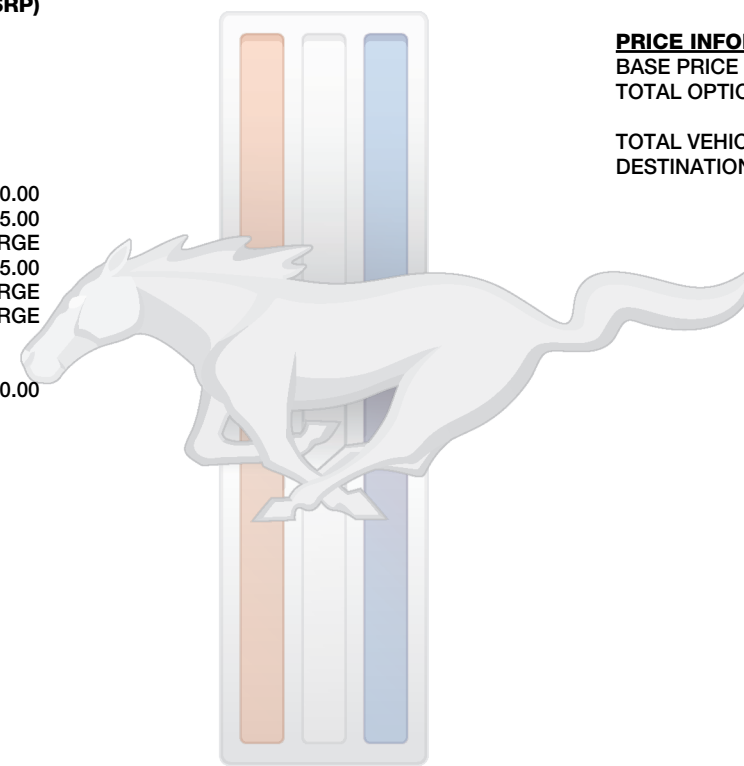 SRP)
0.00
5.00
RGE
5.00
RGE
RGE
0.00
PRICE INFO
BASE PRICE
TOTAL OPTIO
TOTAL VEHIC
DESTINATION